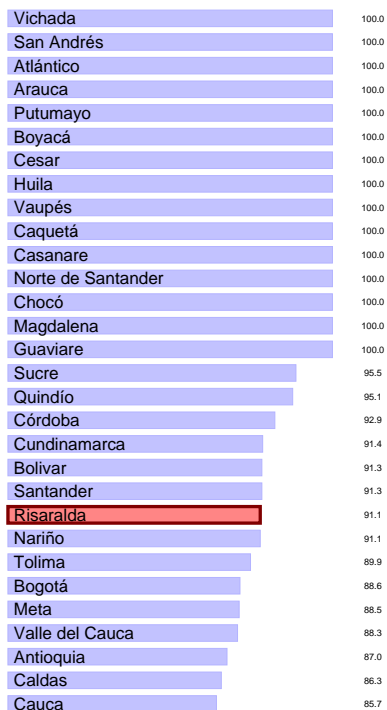 Vichada 100.0
San Andrés 100.0
Atlántico 100.0
Arauca 100.0
Putumayo 100.0
Boyacá 100.0
Cesar 100.0
Huila 100.0
Vaupés 100.0
Caquetá 100.0
Casanare 100.0
Norte de Santander 100.0
Chocó 100.0
Magdalena 100.0
Guaviare 100.0
Sucre 95.5
Quindío 95.1
Córdoba 92.9
Cundinamarca 91.4
Bolivar 91.3
Santander 91.3
Risaralda 91.1
Nariño 91.1
Tolima 89.9
Bogotá 88.6
Meta 88.5
Valle del Cauca 88.3
Antioquia 87.0
Caldas 86.3
Cauca 85.7